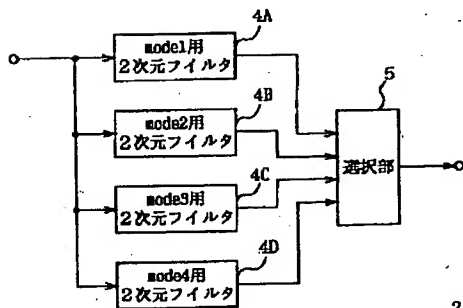 4A
mode1用
2次元フィルタ
4B
mode2用
2次元フィルタ
5
選択部
4C
mode3用
2次元フィルタ
4D
mode4用
2次元フィルタ
2